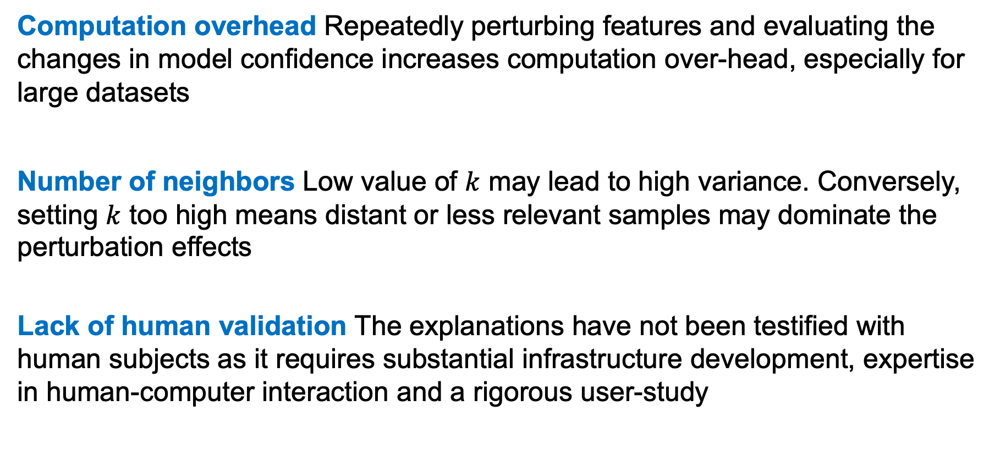 Computation overhead Repeatedly perturbing features and evaluating the
changes in model confidence increases computation over-head, especially for
large datasets
Number of neighbors Low value of k may lead to high variance. Conversely,
setting k too high means distant or less relevant samples may dominate the
perturbation effects
Lack of human validation The explanations have not been testified with
human subjects as it requires substantial infrastructure development, expertise
in human-computer interaction and a rigorous user-study